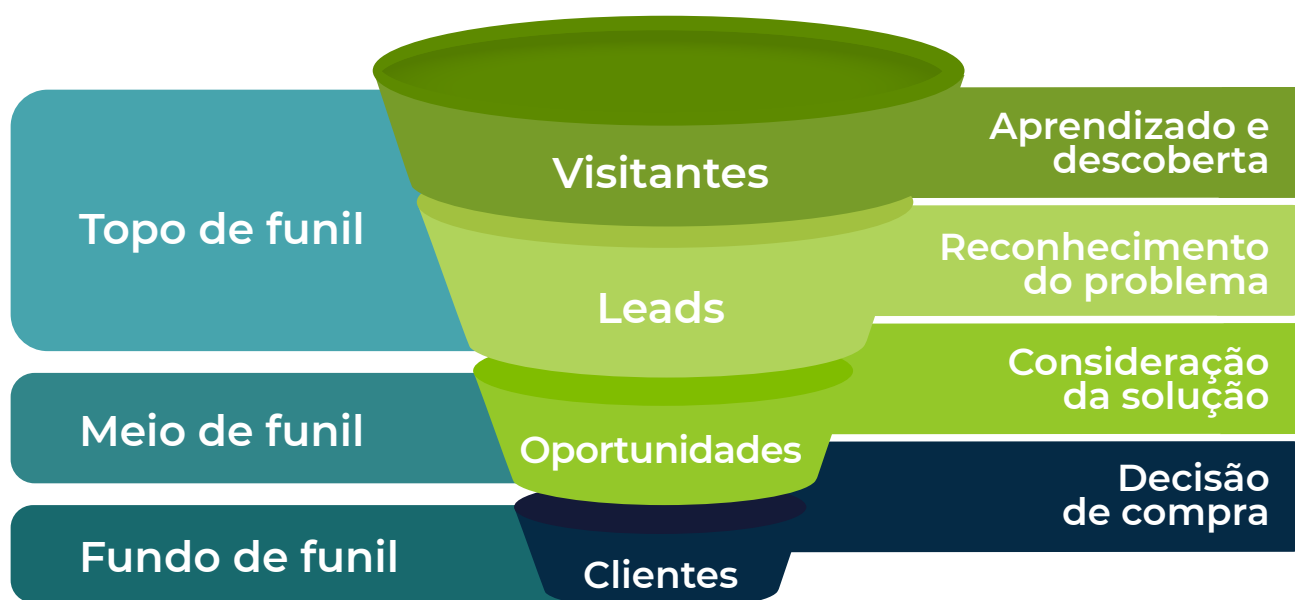 Topo de funil
Meio de funil
Fundo de funil
Visitantes
Leads
Oportunidades
Clientes
Aprendizado e
descoberta
Reconhecimento
do problema
Consideração
da solução
Decisão
de compra